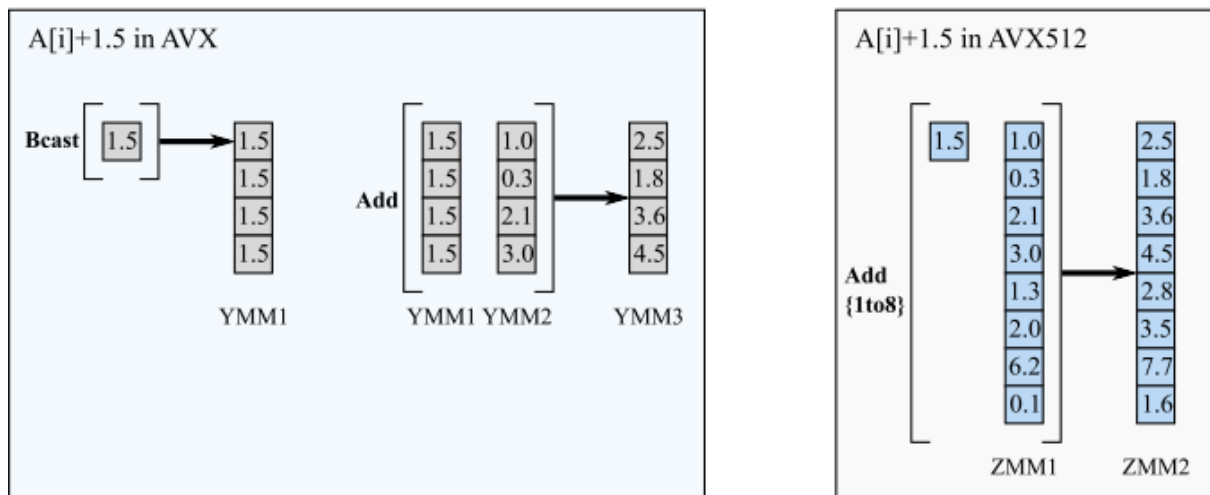 A[i]+1.5 in AVX
Bcast 1.5
1.5
1.5
1.5
1.5
YMM1
Add
1.5 1.0 2.5
1.5 0.3 1.8
1.5 2.1 3.6
1.5 3.0 4.5
YMM1 YMM2 YMM3
A[i]+1.5 in AVX512
Add
{1to8}
1.5 1.0 2.5
0.3 1.8
2.1 3.6
3.0 4.5
1.3 2.8
2.0 3.5
6.2 7.7
0.1 1.6
ZMM1 ZMM2